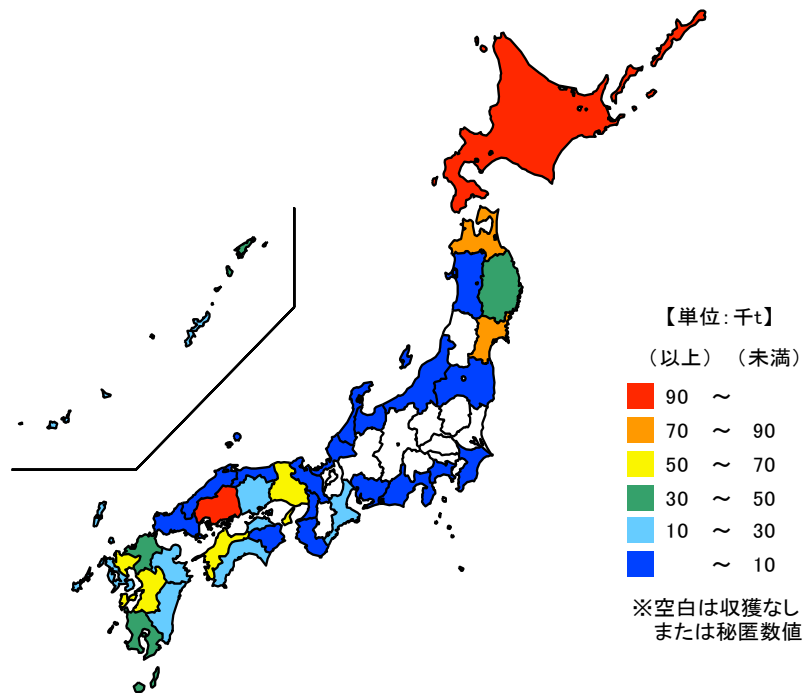 【単位：千t】
（以上）（未満）
90 ～
70 ～ 90
50 ～ 70
30 ～ 50
10 ～ 30
～ 10
※空白は収獲なし
または秘匿数値